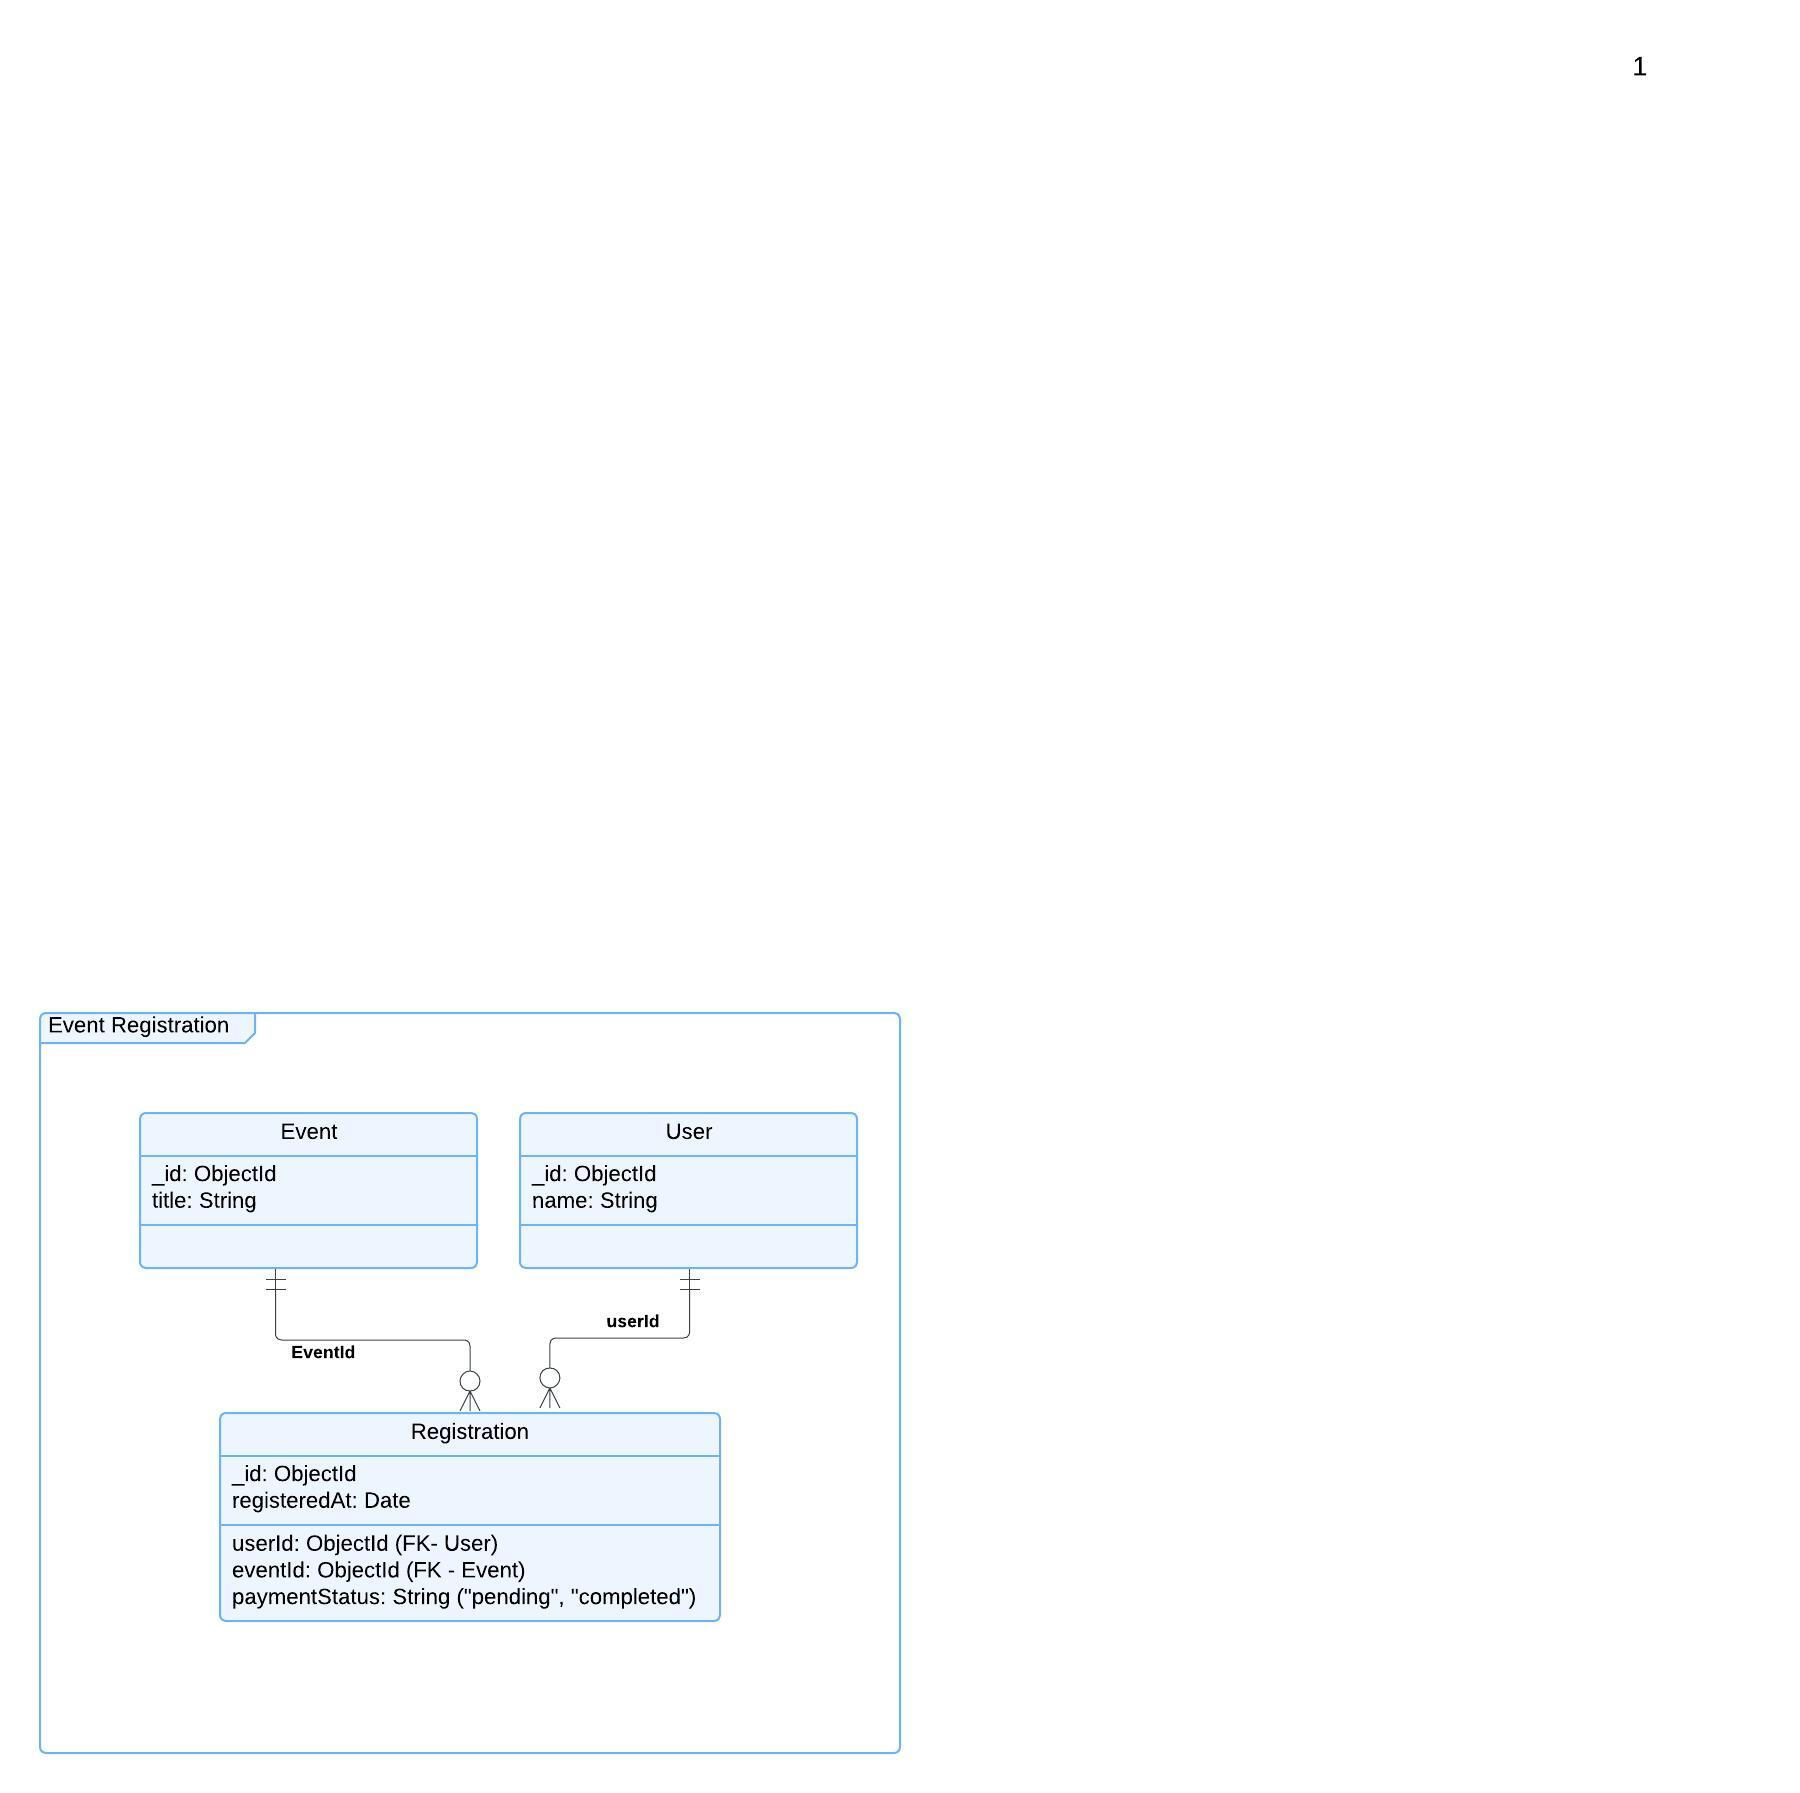 1
Event Registration
Event
_id: ObjectId
title: String
User
_id: ObjectId
name: String
EventId
userId
Registration
_id: ObjectId
registeredAt: Date
userId: ObjectId (FK- User)
eventId: ObjectId (FK - Event)
paymentStatus: String ("pending", "completed")